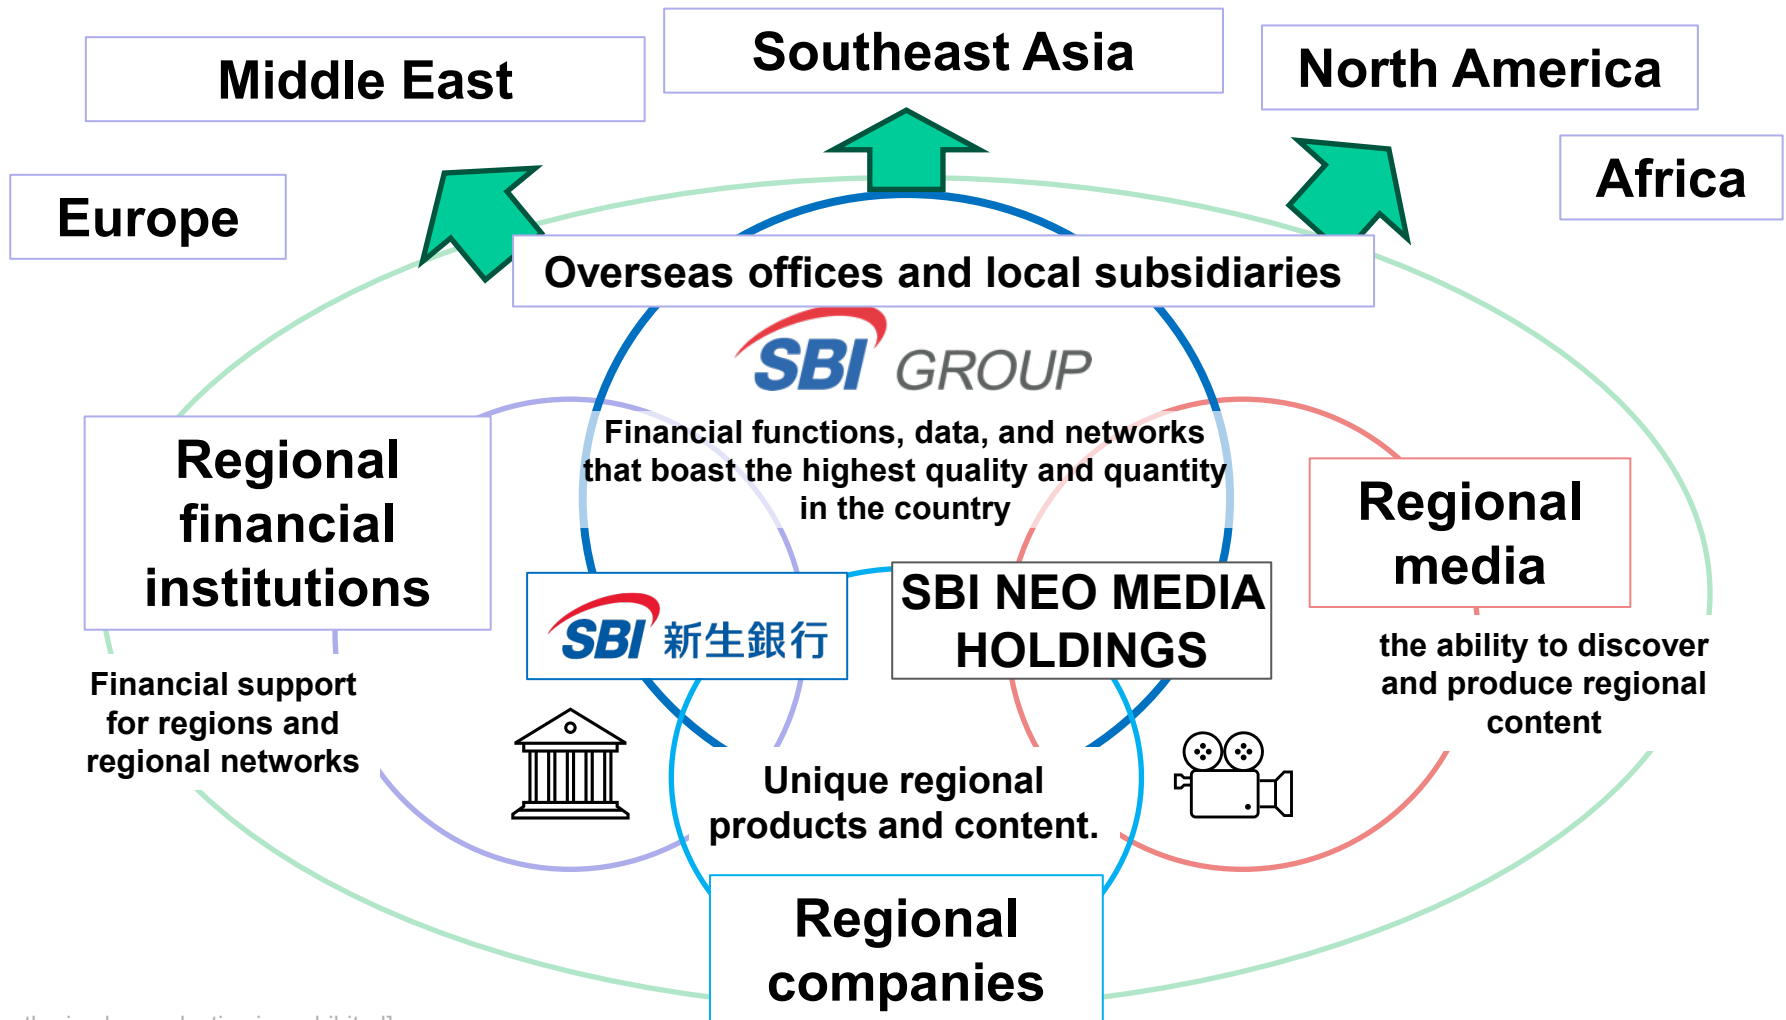 Southeast Asia
Middle East
North America
Africa
Europe
Overseas offices and local subsidiaries
SBI GROUP
Financial functions, data, and networks
that boast the highest quality and quantity
in the country
Regional
financial
institutions
Regional
media
SBI 新生銀行
SBI NEO MEDIA
HOLDINGS
Financial support
for regions and
regional networks
the ability to discover
and produce regional
content
Unique regional
products and content.
Regional
companies